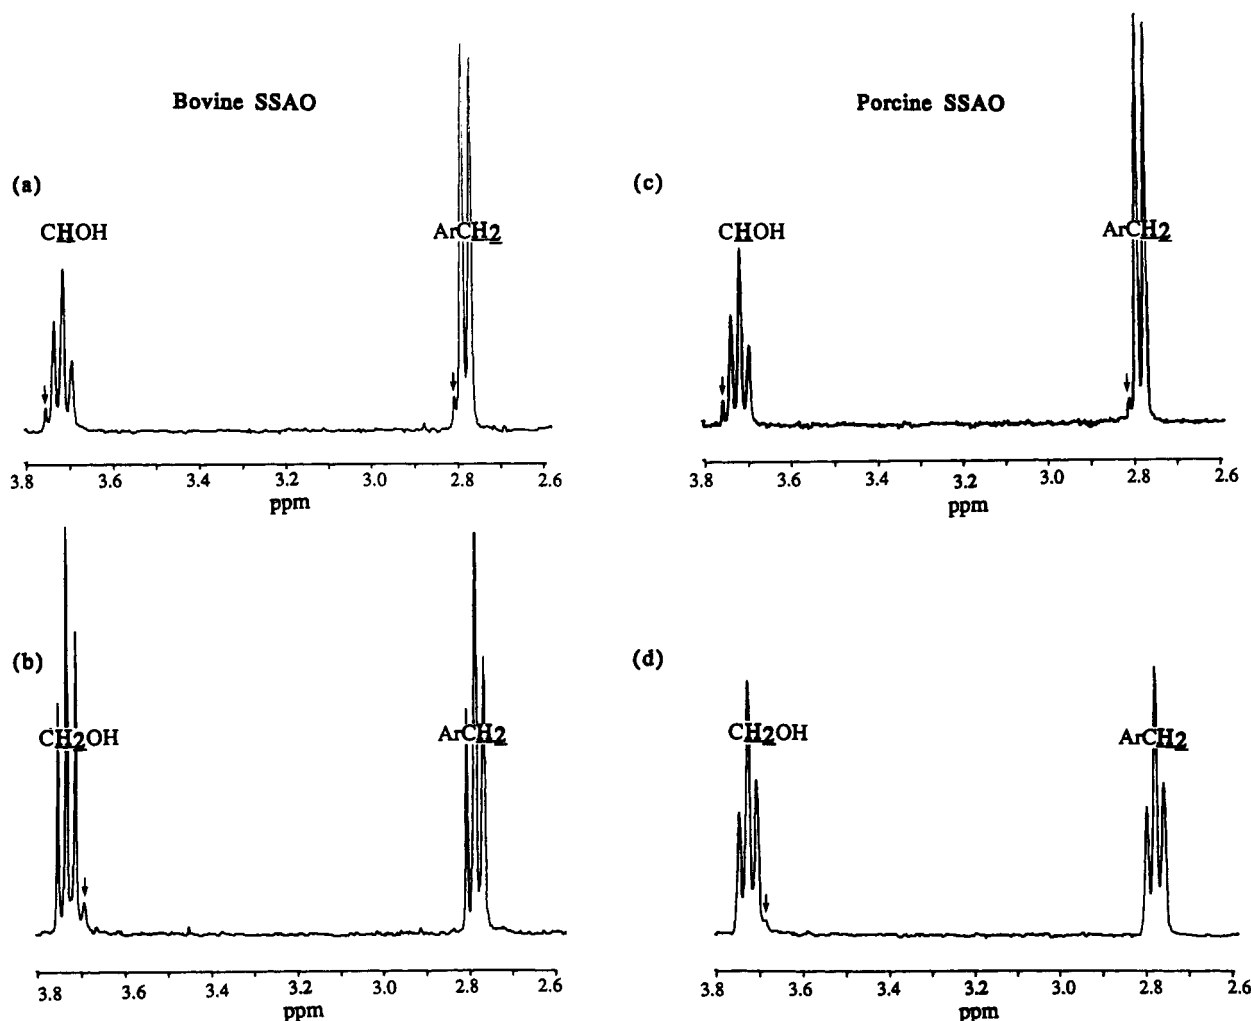 Bovine SSAO
(a)
CHOH
ArCH2
3.8 3.6 3.4 3.2 3.0 2.8 2.6
ppm
Porcine SSAO
(c)
CHOH
ArCH2
3.8 3.6 3.4 3.2 3.0 2.8 2.6
ppm
(b)
CH2OH
ArCH2
3.8 3.6 3.4 3.2 3.0 2.8 2.6
ppm
(d)
CH2OH
ArCH2
3.8 3.6 3.4 3.2 3.0 2.8 2.6
ppm